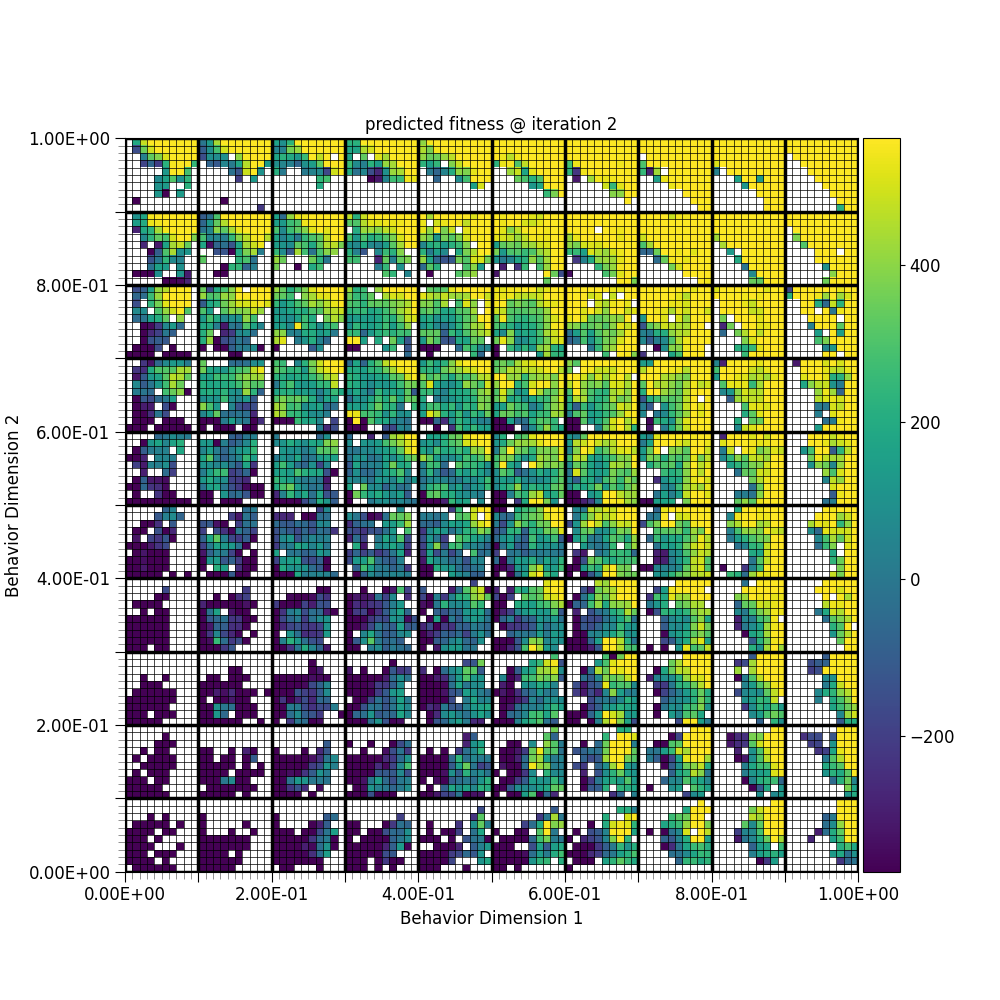 predicted fitness @ iteration 2
1.00E+00
8.00E-01
6.00E-01
4.00E-01
2.00E-01
0.00E+00
Behavior Dimension 2
0.00E+00 2.00E-01 4.00E-01 6.00E-01 8.00E-01 1.00E+00
Behavior Dimension 1
400
200
0
−200